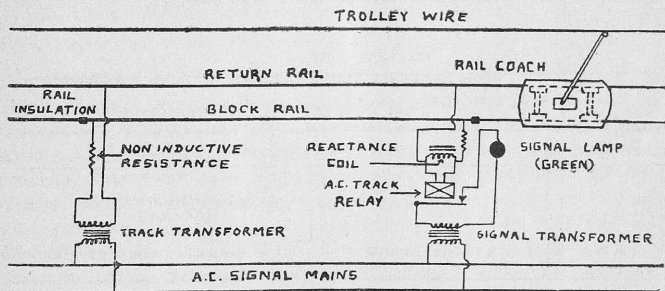 TROLLEY WIRE
RAIL COACH
RETURN RAIL
RAIL
INSULATION
BLOCK RAIL
NON INDUCTIVE
RESISTANCE
REACTANCE
COIL
SIGNAL LAMP
(GREEN)
A.C. TRACK
RELAY
TRACK TRANSFORMER
SIGNAL TRANSFORMER
A.C. SIGNAL MAINS